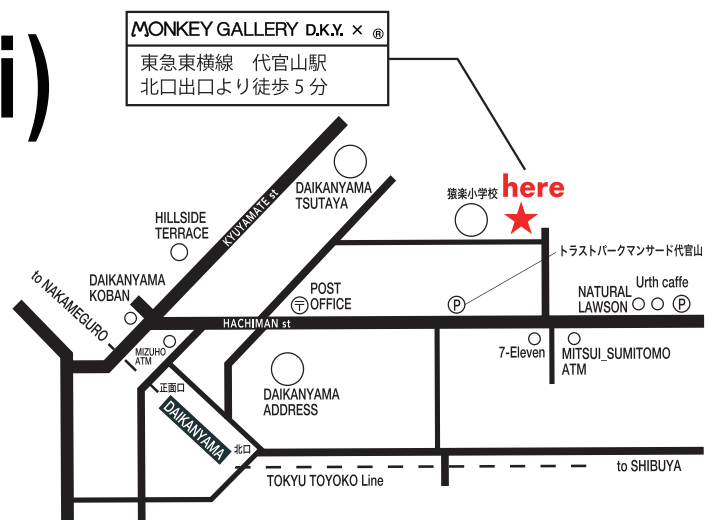 MONKEY GALLERY D.K.Y. × ®
東急東横線 代官山駅
北口出口より徒歩5分
i)
here
猿楽小学校
DAIKANYAMA
TSUTAYA
KYUYAMATE st
HILLSIDE
TERRACE
トラストパークマンサード代官山
to NAKAMEGURO
DAIKANYAMA
KOBAN
POST
OFFICE
〒
P
NATURAL
LAWSON
Urth caffe
P
HACHIMAN st
MIZUHO
ATM
7-Eleven
MITSUI_SUMITOMO
ATM
正面口
DAIKANYAMA
ADDRESS
DAIKANYAMA
北口
TOKYU TOYOKO Line
to SHIBUYA